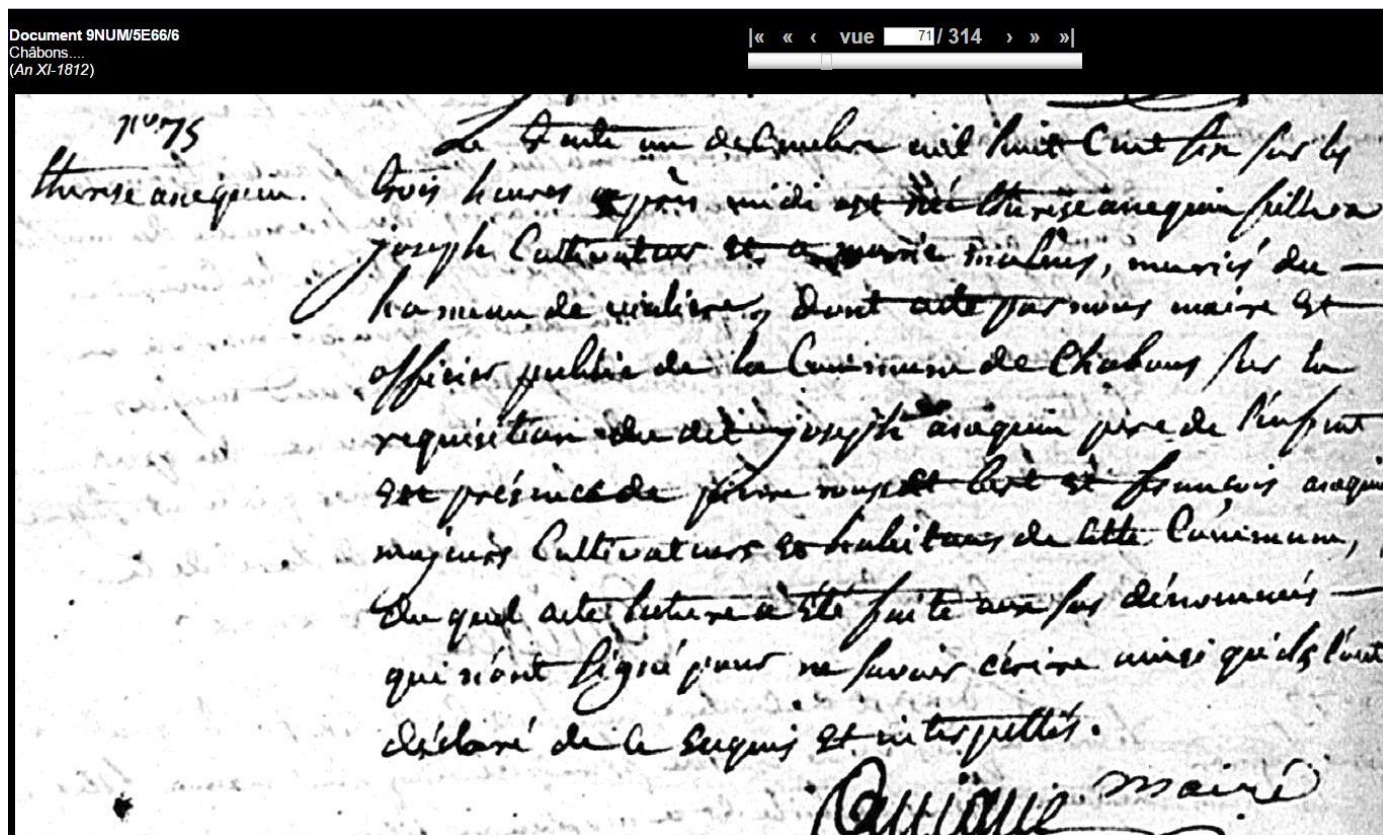 Document 9NUM/5E66/6
Châbons....
(An XI-1812)
|« « ‹ vue 71 / 314 › » »|
n° 75
therese anequin.
Le trente un decembre mil huit cent six sur les
trois heures après midi est né therese anequin fille a
joseph Cultivateur et a marie, mariés du —
hameau de, dont acte par nous maire et —
officier public de la Commune de Chabons sur la
requisition du dit joseph anequin pere de l'enfant
en présence de pierre et françois anequin
majeurs Cultivateurs et habitans de cette Commune,
du quel acte lecture a été faite aux sus dénommés —
qui n'ont signé pour ne savoir écrire ainsi qu'ils l'ont
déclaré de ce enquis et interpellés.
maire